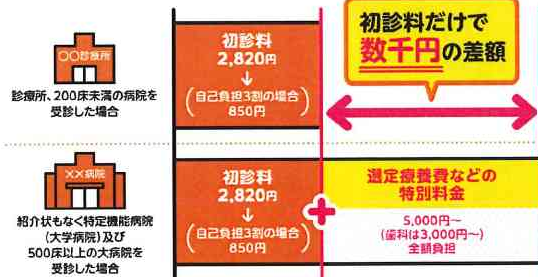 〇〇診療所
診療所、200床未満の病院を
受診した場合
初診料
2,820円
↓
(自己負担3割の場合)
850円
初診料だけで
数千円の差額
××病院
紹介状もなく特定機能病院
(大学病院)及び
500床以上の大病院を
受診した場合
初診料
2,820円
↓
(自己負担3割の場合)
850円
+
選定療養費などの
特別料金
5,000円~
(歯科は3,000円~)
全額負担